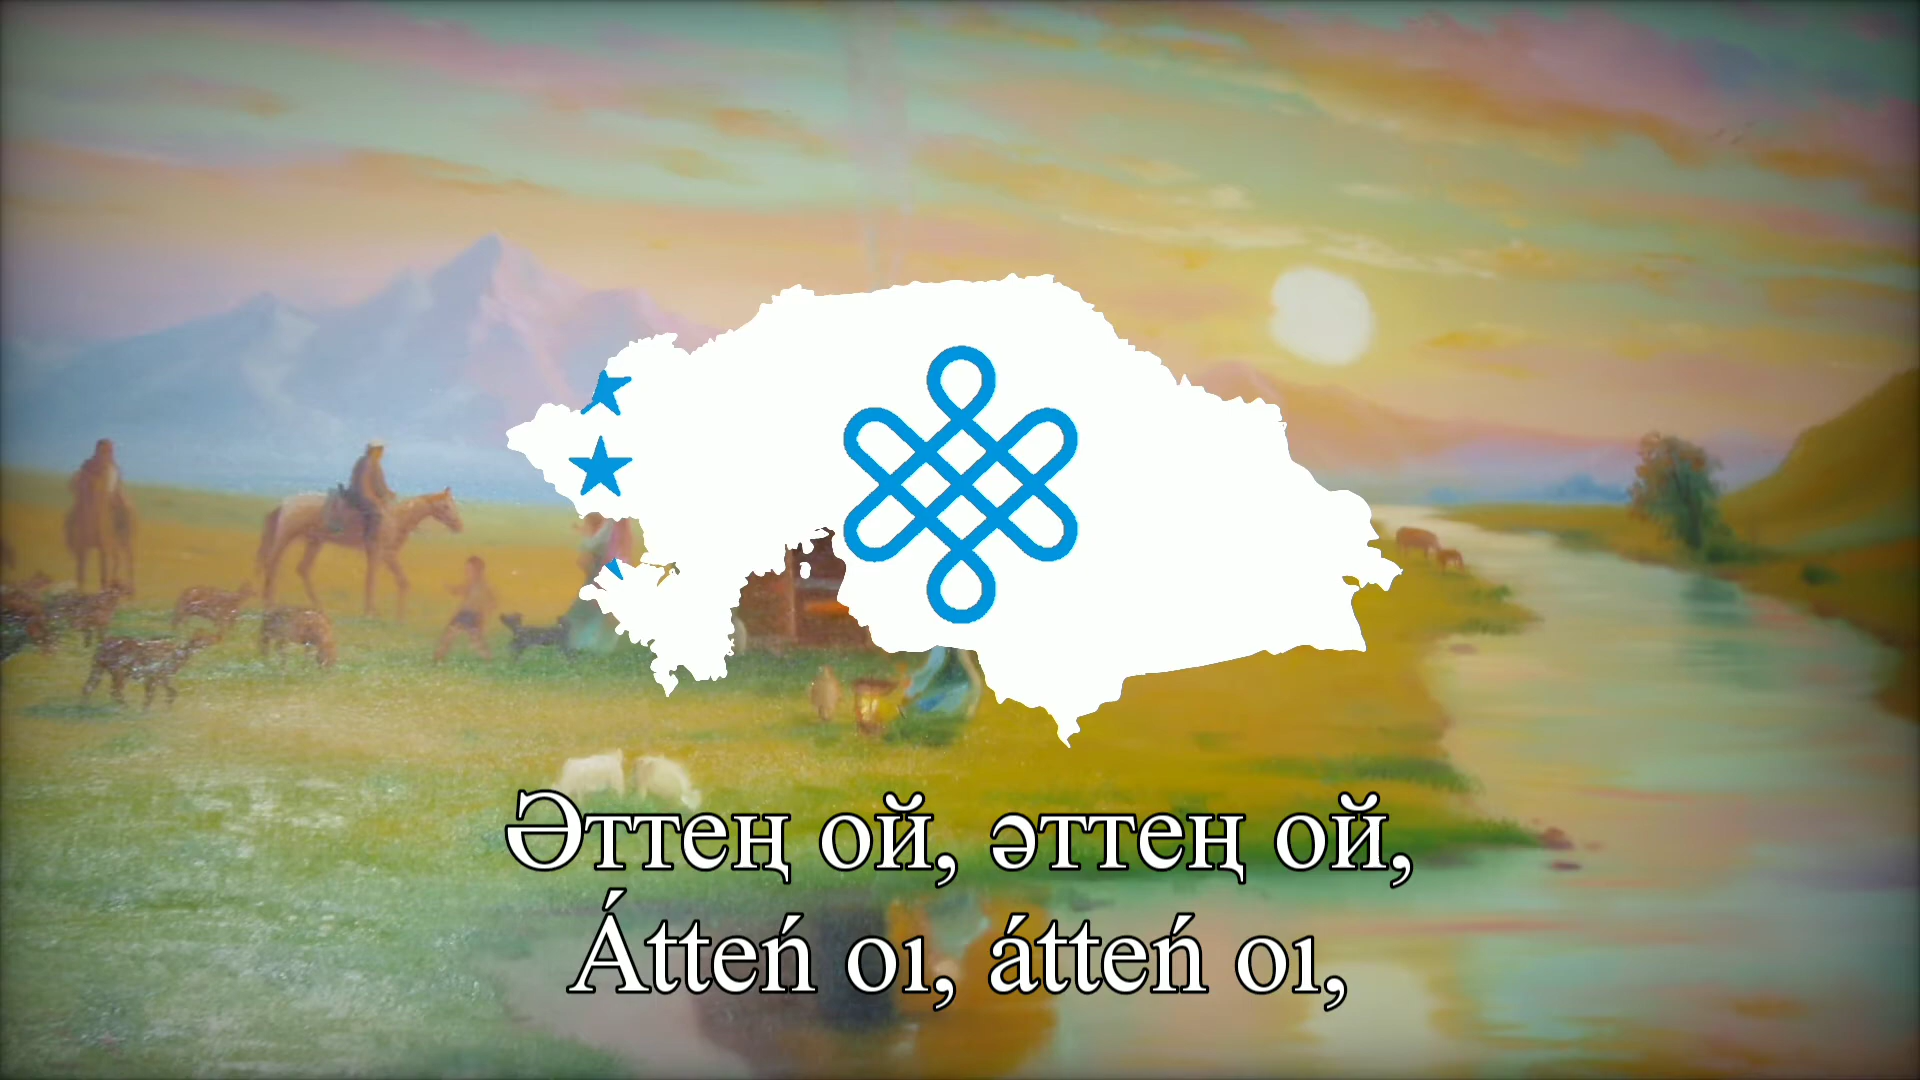 Әттең ой, әттең ой,
Átteń oı, átteń oı,